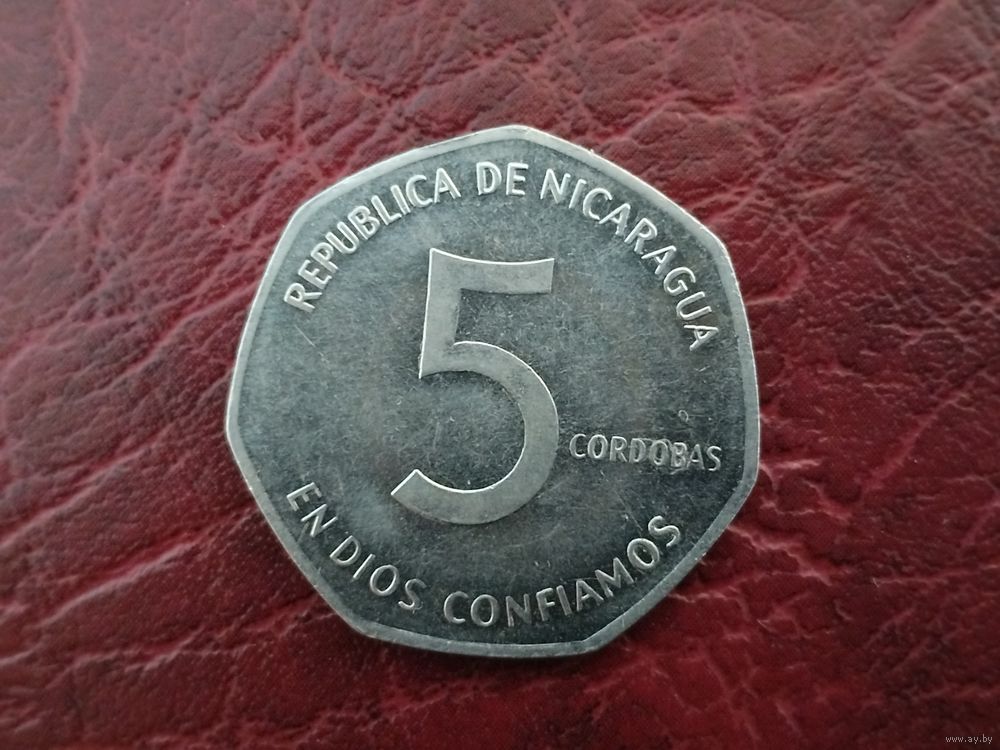 REPUBLICA DE NICARAGUA
5
CORDOBAS
EN DIOS CONFIAMOS
www.ay.by